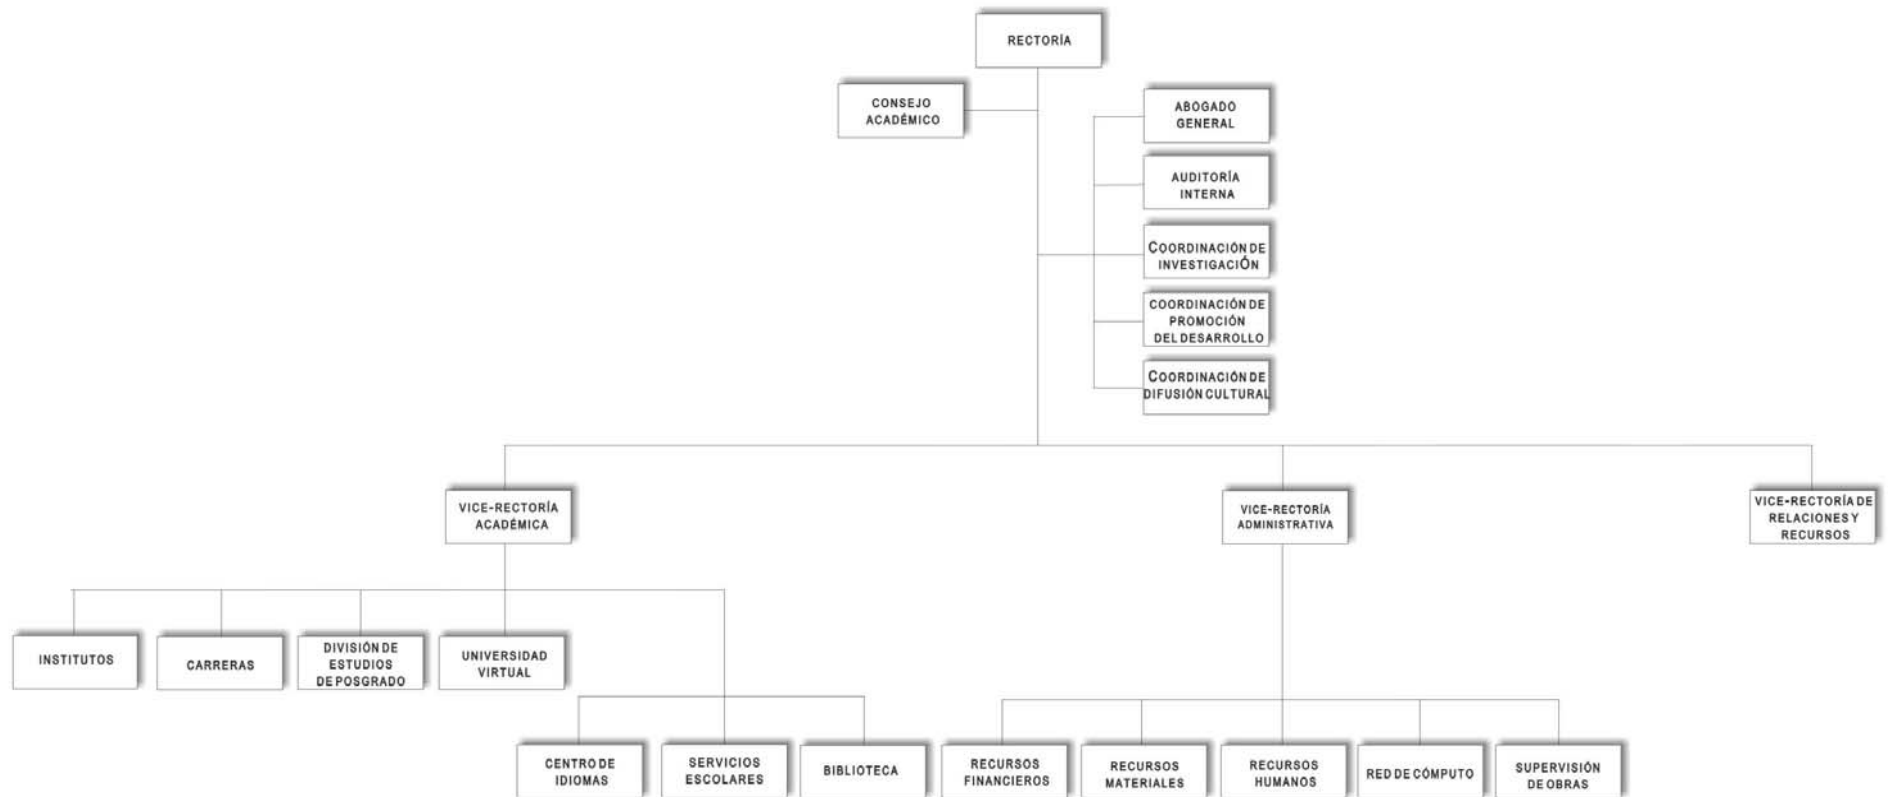 RECTORÍA
CONSEJO
ACADÉMICO
ABOGADO
GENERAL
AUDITORÍA
INTERNA
COORDINACIÓN DE
INVESTIGACIÓN
COORDINACIÓN DE
PROMOCIÓN
DEL DESARROLLO
COORDINACIÓN DE
DIFUSIÓN CULTURAL
VICE-RECTORÍA
ACADÉMICA
VICE-RECTORÍA
ADMINISTRATIVA
VICE-RECTORÍA DE
RELACIONES Y
RECURSOS
INSTITUTOS
CARRERAS
DIVISIÓN DE
ESTUDIOS
DE POSGRADO
UNIVERSIDAD
VIRTUAL
CENTRO DE
IDIOMAS
SERVICIOS
ESCOLARES
BIBLIOTECA
RECURSOS
FINANCIEROS
RECURSOS
MATERIALES
RECURSOS
HUMANOS
RED DE CÓMPUTO
SUPERVISIÓN
DE OBRAS